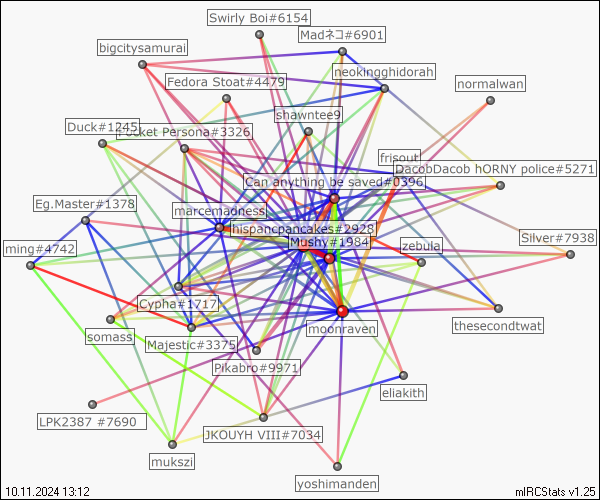 Swirly Boi#6154
Madネコ#6901
bigcitysamurai
neokingghidorah
Fedora Stoat#4479
normalwan
shawntee9
Duck#1245
Pocket Persona#3326
frisout
DacobDacob hORNY police#5271
Can anything be saved#0396
Eg.Master#1378
marcemadness
hispancpancakes#2928
Mushy#1984
Silver#7938
ming#4742
zebula
Cypha#1717
moonraven
thesecondtwat
somass
Majestic#3375
Pikabro#9971
eliakith
LPK2387 #7690
JKOUYH VIII#7034
mukszi
yoshimanden
10.11.2024 13:12
mIRCStats v1.25